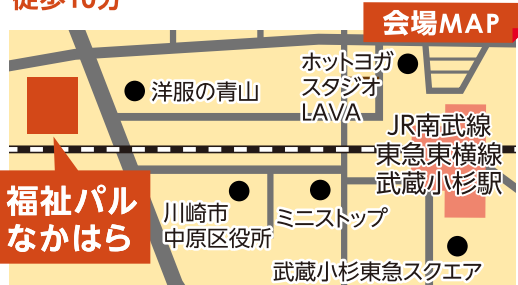 徒歩10分
会場MAP
ホットヨガ
スタジオ
LAVA
洋服の青山
JR南武線
東急東横線
武蔵小杉駅
福祉パル
なかはら
川崎市
中原区役所
ミニストップ
武蔵小杉東急スクエア